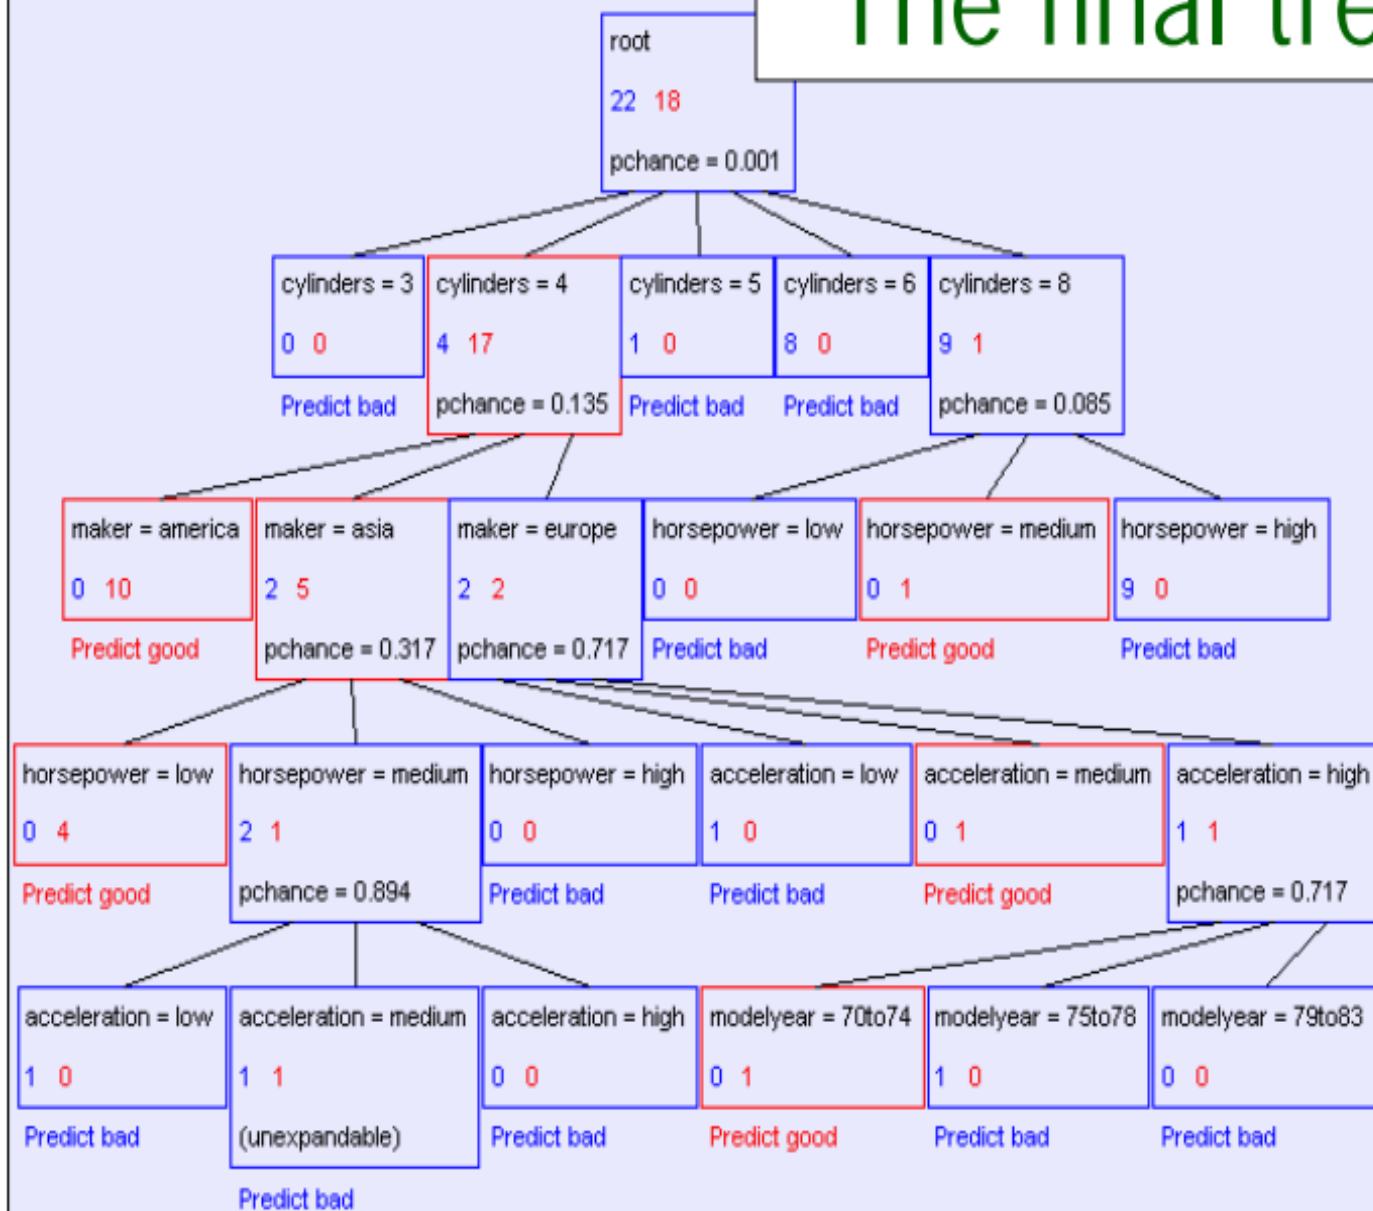 The final tre
root
22 18
pchance = 0.001
cylinders = 3 cylinders = 4 cylinders = 5 cylinders = 6 cylinders = 8
0 0 4 17 1 0 8 0 9 1
Predict bad pchance = 0.135 Predict bad Predict bad pchance = 0.085
maker = america maker = asia maker = europe horsepower = low horsepower = medium horsepower = high
0 10 2 5 2 2 0 0 0 1 9 0
Predict good pchance = 0.317 pchance = 0.717 Predict bad Predict good Predict bad
horsepower = low horsepower = medium horsepower = high acceleration = low acceleration = medium acceleration = high
0 4 2 1 0 0 1 0 0 1 1 1
Predict good pchance = 0.894 Predict bad Predict bad Predict good pchance = 0.717
acceleration = low acceleration = medium acceleration = high modelyear = 70to74 modelyear = 75to78 modelyear = 79to83
1 0 1 1 0 0 0 1 1 0 0 0
Predict bad (unexpandable) Predict bad Predict good Predict bad Predict bad
Predict bad